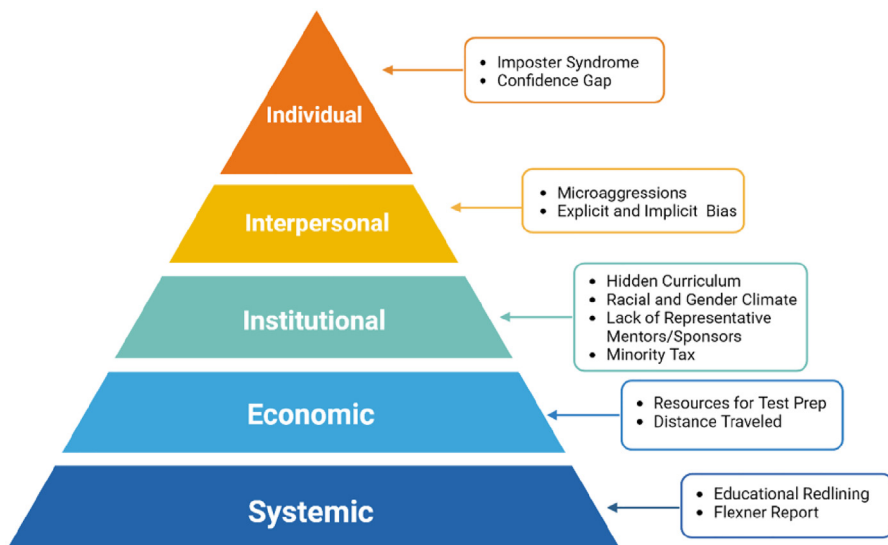 Individual
• Imposter Syndrome
• Confidence Gap
Interpersonal
• Microaggressions
• Explicit and Implicit Bias
Institutional
• Hidden Curriculum
• Racial and Gender Climate
• Lack of Representative
Mentors/Sponsors
• Minority Tax
Economic
• Resources for Test Prep
• Distance Traveled
Systemic
• Educational Redlining
• Flexner Report